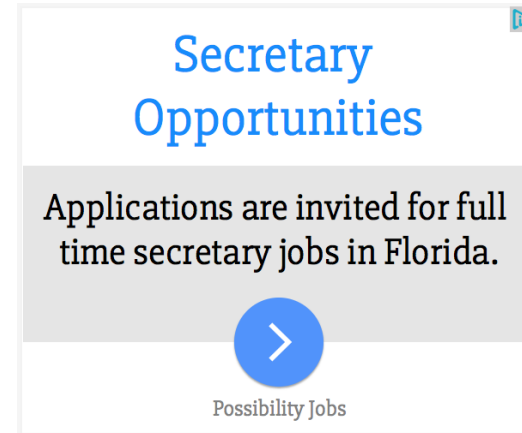 Secretary
Opportunities
Applications are invited for full
time secretary jobs in Florida.
Possibility Jobs